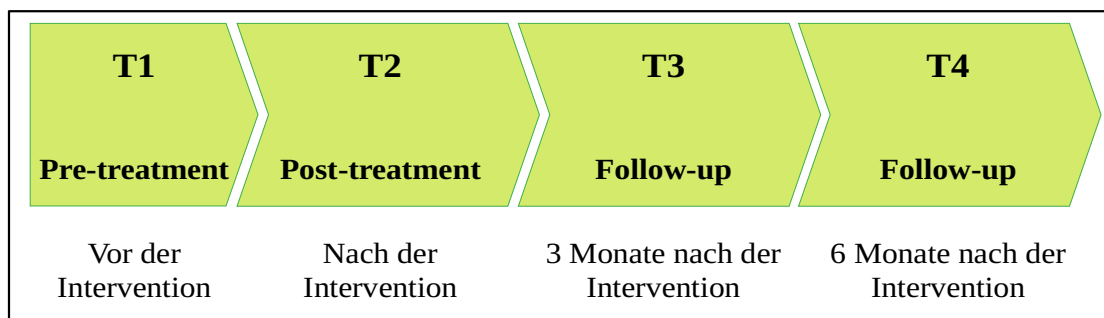 T1
Pre-treatment
Vor der
Intervention
T2
Post-treatment
Nach der
Intervention
T3
Follow-up
3 Monate nach der
Intervention
T4
Follow-up
6 Monate nach der
Intervention